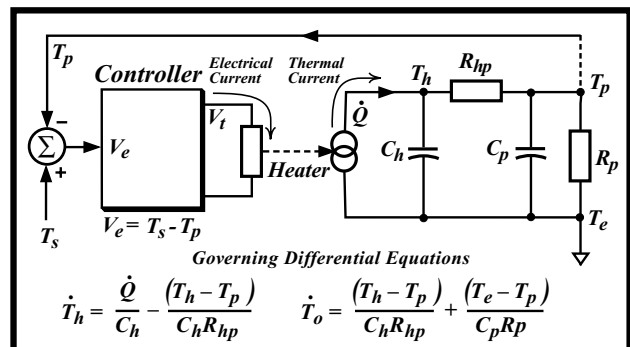 T_p
Controller
Electrical Current
Thermal Current
T_h
R_hp
T_p
−
Σ
+
V_e
V_t
Heater
Q̇
C_h
C_p
R_p
T_s
V_e = T_s - T_p
T_e
Governing Differential Equations
Ṫ_h = Q̇/C_h − (T_h − T_p)/(C_h R_hp)
Ṫ_o = (T_h − T_p)/(C_h R_hp) + (T_e − T_p)/(C_p Rp)